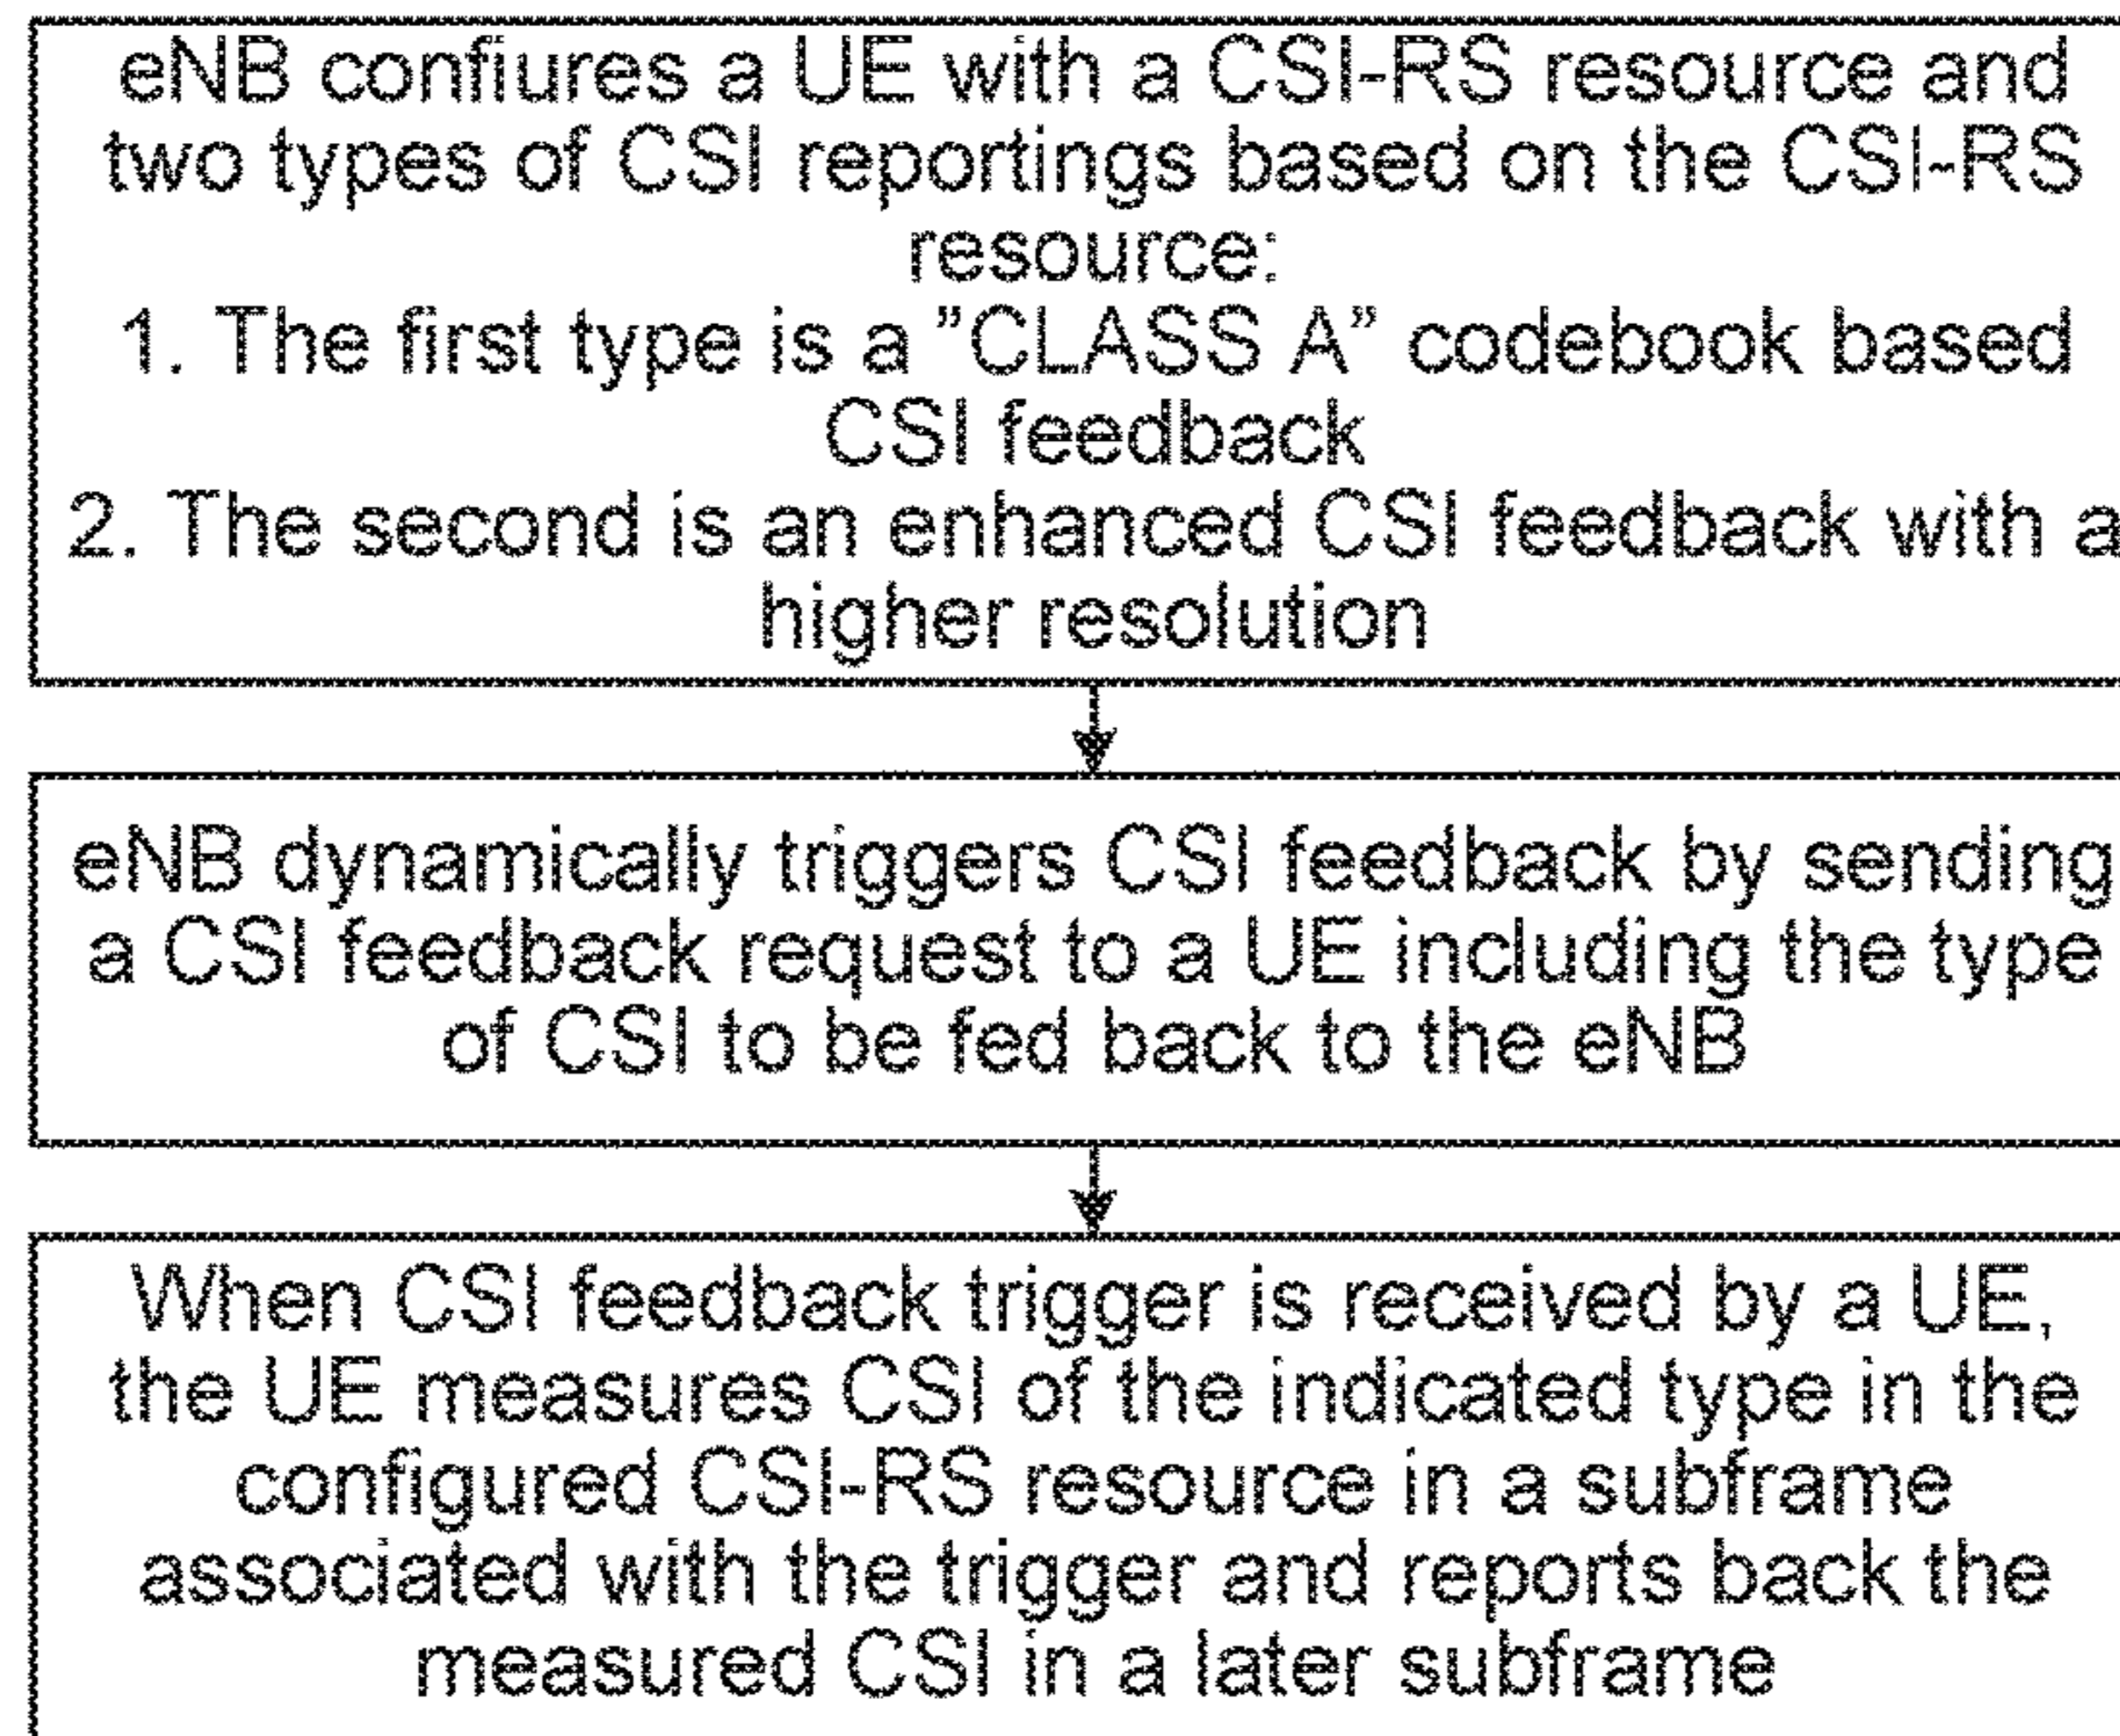 eNB confiures a UE with a CSI-RS resource and
two types of CSI reportings based on the CSI-RS
resource:
1. The first type is a ”CLASS A” codebook based
CSI feedback
2. The second is an enhanced CSI feedback with a
higher resolution
eNB dynamically triggers CSI feedback by sending
a CSI feedback request to a UE including the type
of CSI to be fed back to the eNB
When CSI feedback trigger is received by a UE,
the UE measures CSI of the indicated type in the
configured CSI-RS resource in a subframe
associated with the trigger and reports back the
measured CSI in a later subframe